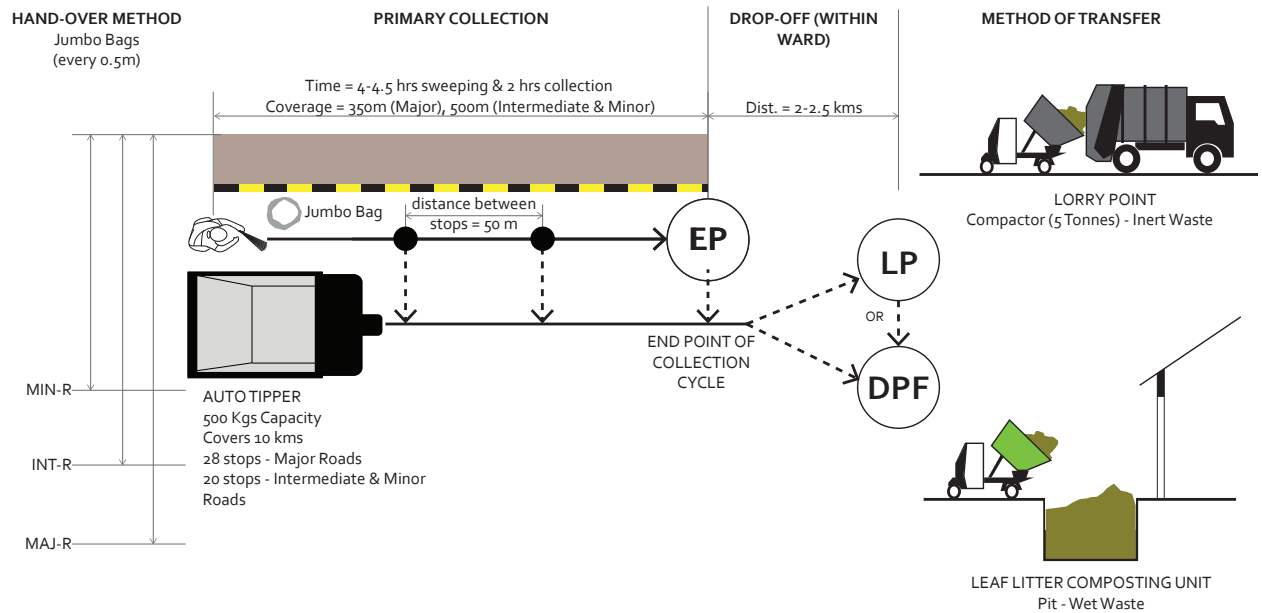 HAND-OVER METHOD
Jumbo Bags
(every 0.5m)
PRIMARY COLLECTION
DROP-OFF (WITHIN
WARD)
METHOD OF TRANSFER
Time = 4-4.5 hrs sweeping & 2 hrs collection
Coverage = 350m (Major), 500m (Intermediate & Minor)
Dist. = 2-2.5 kms
Jumbo Bag
distance between
stops = 50 m
EP
LP
OR
DPF
END POINT OF
COLLECTION
CYCLE
LORRY POINT
Compactor (5 Tonnes) - Inert Waste
MIN-R
INT-R
MAJ-R
AUTO TIPPER
500 Kgs Capacity
Covers 10 kms
28 stops - Major Roads
20 stops - Intermediate & Minor
Roads
LEAF LITTER COMPOSTING UNIT
Pit - Wet Waste